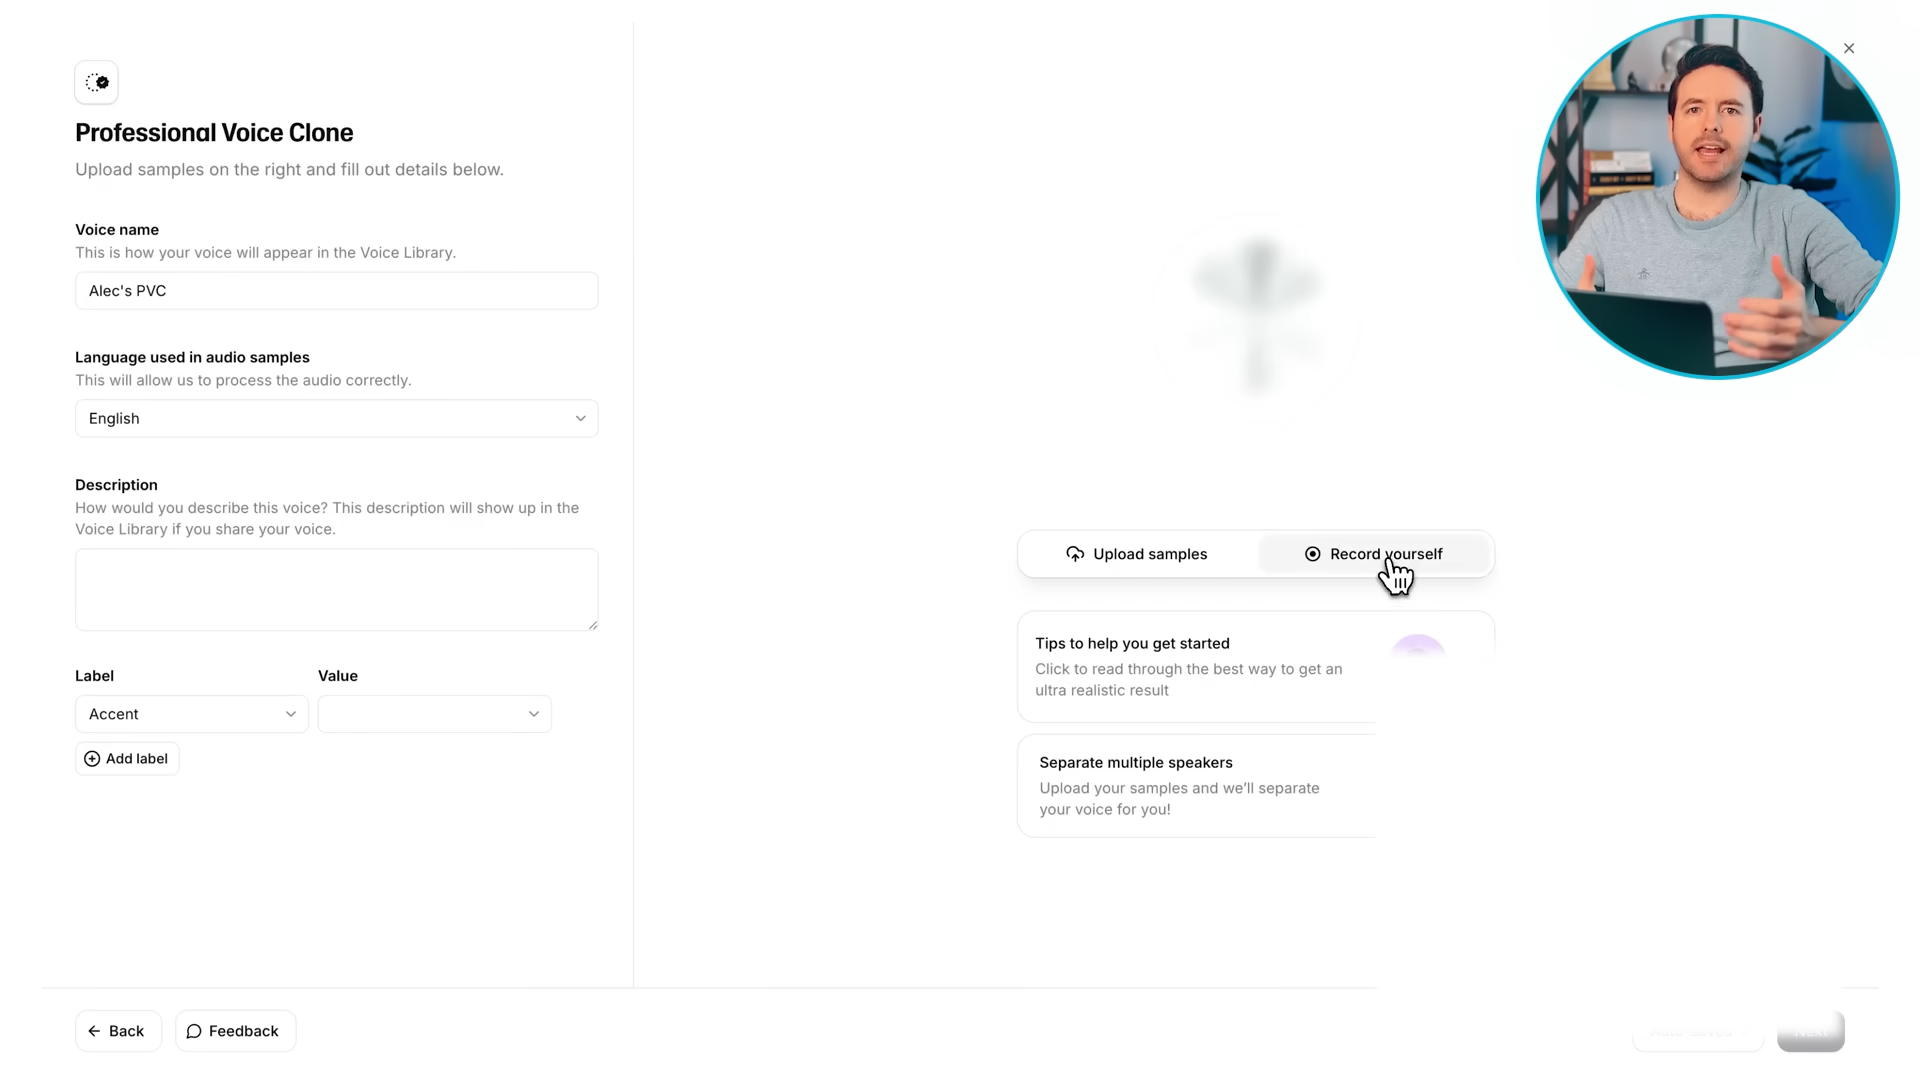 Professional Voice Clone
Upload samples on the right and fill out details below.
Voice name
This is how your voice will appear in the Voice Library.
Alec's PVC
Language used in audio samples
This will allow us to process the audio correctly.
English
Description
How would you describe this voice? This description will show up in the
Voice Library if you share your voice.
Label
Value
Accent
Add label
Upload samples
Record yourself
Tips to help you get started
Click to read through the best way to get an
ultra realistic result
Separate multiple speakers
Upload your samples and we'll separate
your voice for you!
Back
Feedback